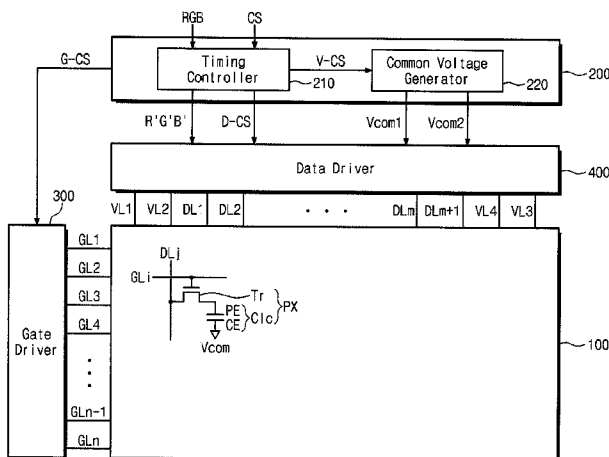 RGB CS
G-CS
Timing Controller
210
V-CS
Common Voltage Generator
220
200
R'G'B' D-CS Vcom1 Vcom2
Data Driver
400
VL1 VL2 DL1 DL2 . . . DLm DLm+1 VL4 VL3
300
Gate Driver
GL1
GL2
GL3
GL4
GLn-1
GLn
DLj
GLi
Tr
PE
CE
Clc
PX
Vcom
100